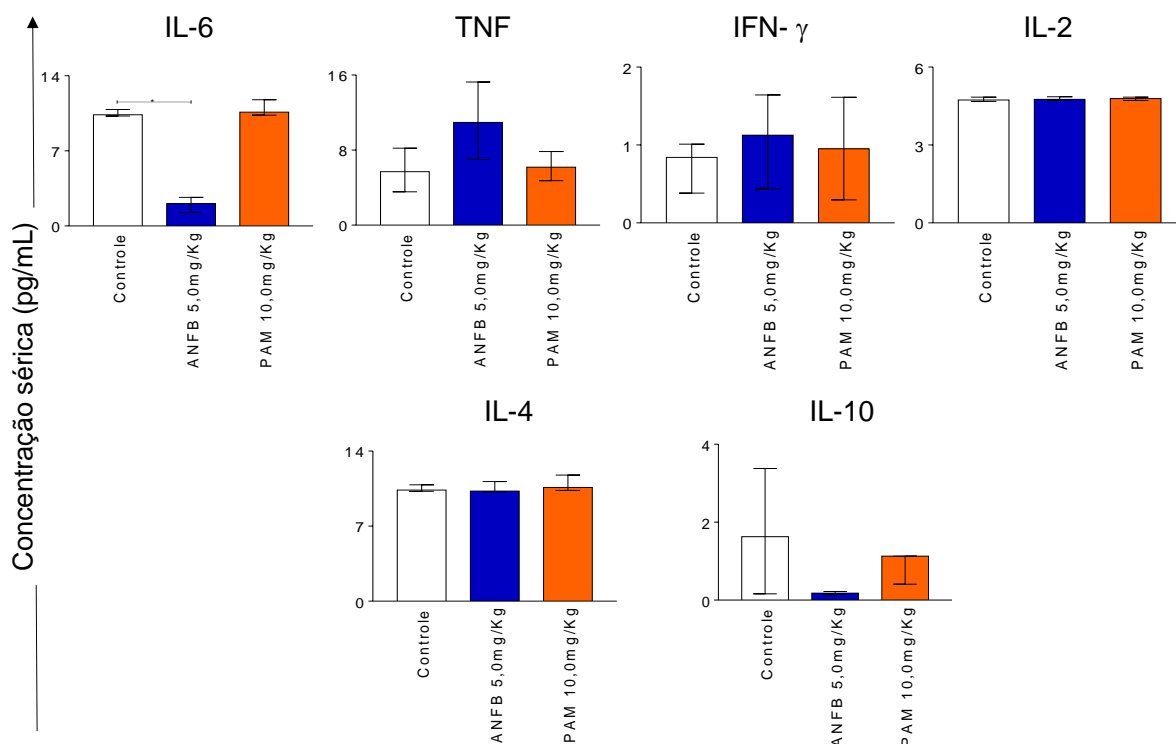 Concentração sérica (pg/mL)
IL-6
14
7
0
*
Controle
ANFB 5,0mg/Kg
PAM 10,0mg/Kg
TNF
16
8
0
Controle
ANFB 5,0mg/Kg
PAM 10,0mg/Kg
IFN- γ
2
1
0
Controle
ANFB 5,0mg/Kg
PAM 10,0mg/Kg
IL-2
6
3
0
Controle
ANFB 5,0mg/Kg
PAM 10,0mg/Kg
IL-4
14
7
0
Controle
ANFB 5,0mg/Kg
PAM 10,0mg/Kg
IL-10
4
2
0
Controle
ANFB 5,0mg/Kg
PAM 10,0mg/Kg